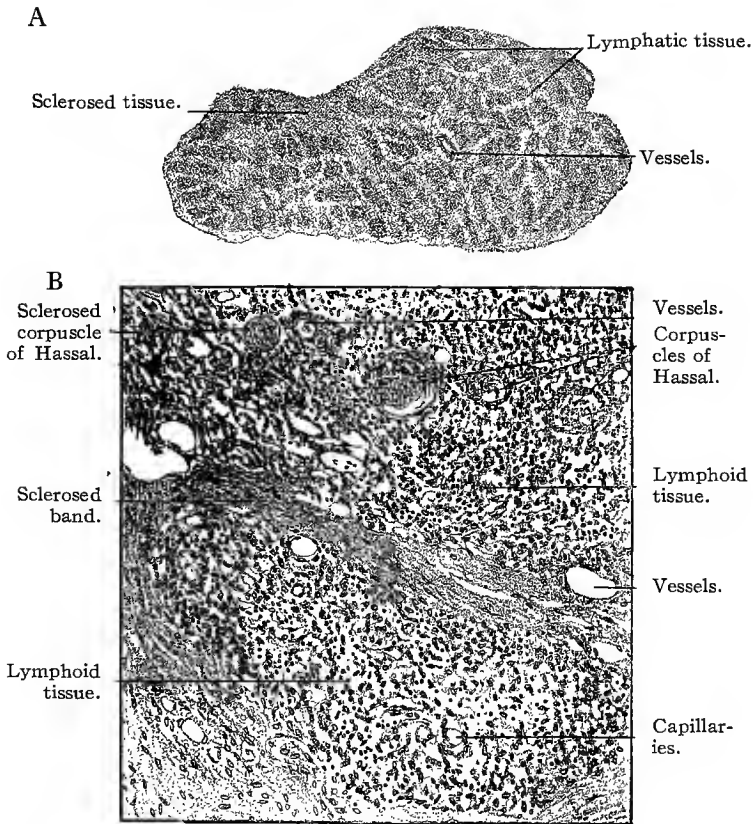 A
Lymphatic tissue.
Sclerosed tissue.
Vessels.
B
Sclerosed
corpuscle
of Hassal.
Vessels.
Corpus-
cles of
Hassal.
Sclerosed
band.
Lymphoid
tissue.
Vessels.
Lymphoid
tissue.
Capillar-
ies.